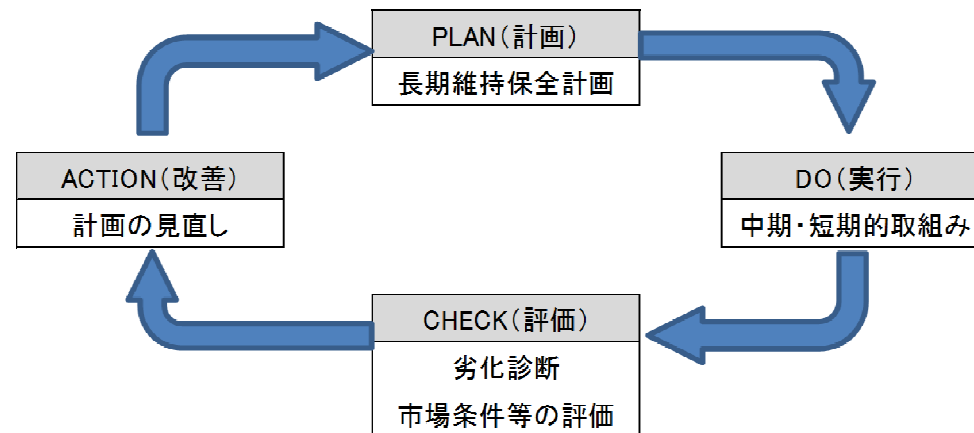 PLAN(計画)
長期維持保全計画
ACTION(改善)
計画の見直し
DO(実行)
中期・短期的取組み
CHECK(評価)
劣化診断
市場条件等の評価